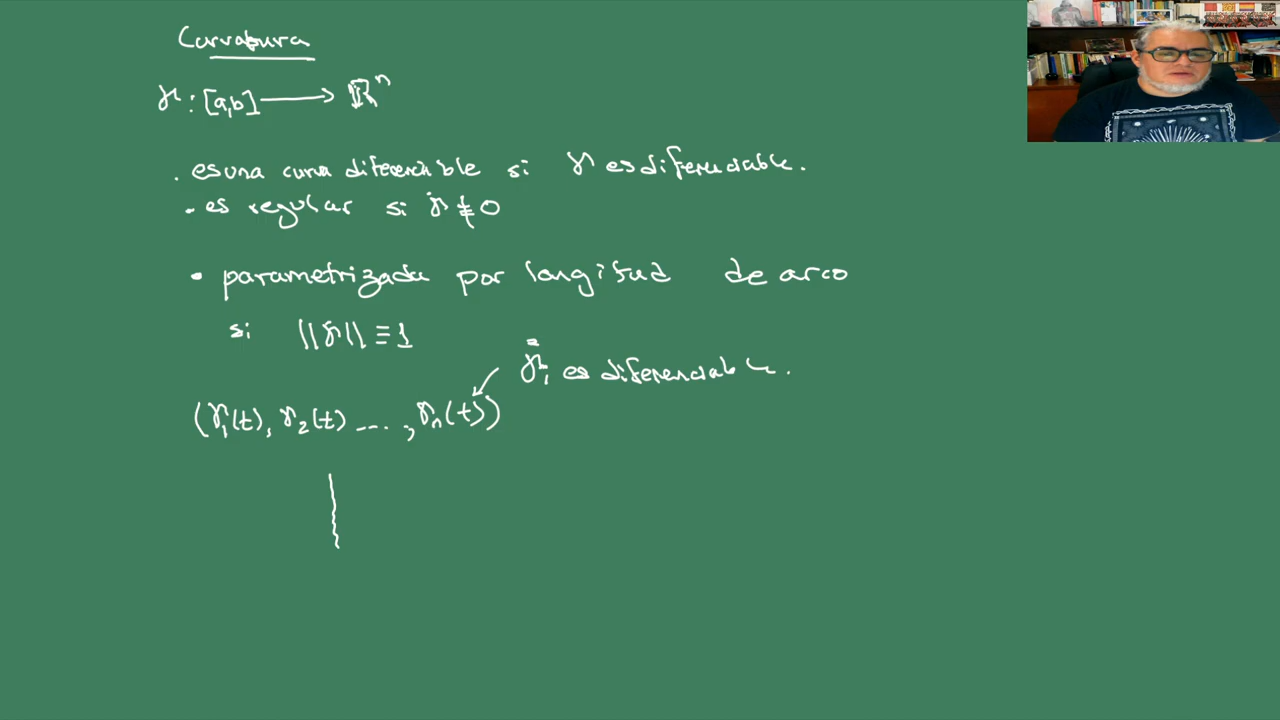 Curvatura
γ : [a,b] ⟶ ℝⁿ
. es una curva diferenciable si γ es diferenciable.
• es regular si γ̇ ≠ 0
• parametrizada por longitud de arco
si ||γ̇|| ≡ 1
γᵢ es diferenciable.
(γ₁(t), γ₂(t) ...., γₙ(t))